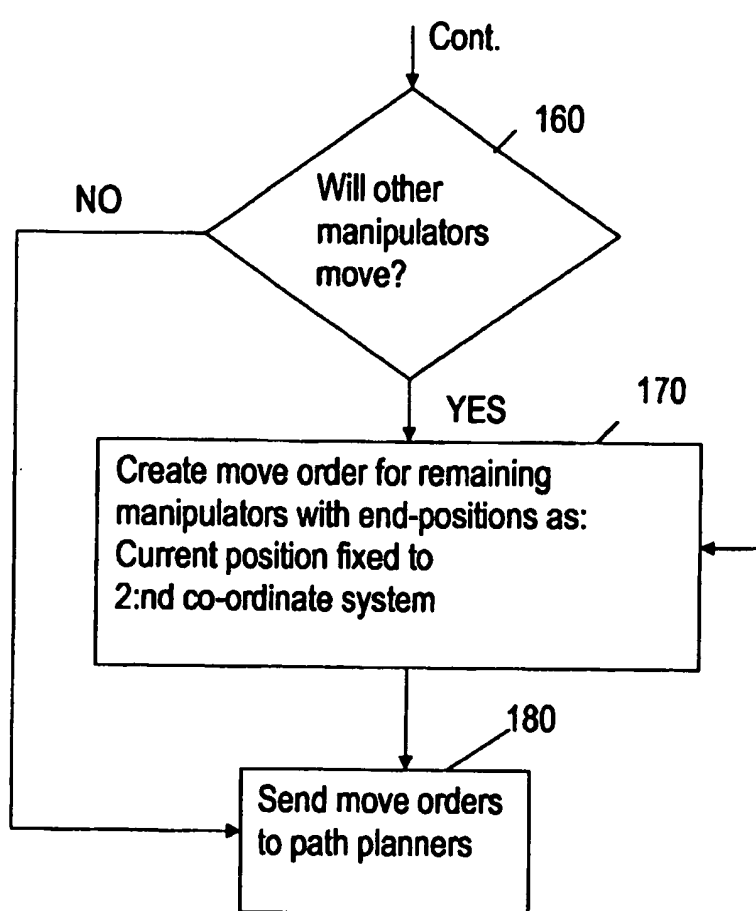 Cont.
160
Will other
manipulators
move?
NO
YES
170
Create move order for remaining
manipulators with end-positions as:
Current position fixed to
2:nd co-ordinate system
180
Send move orders
to path planners